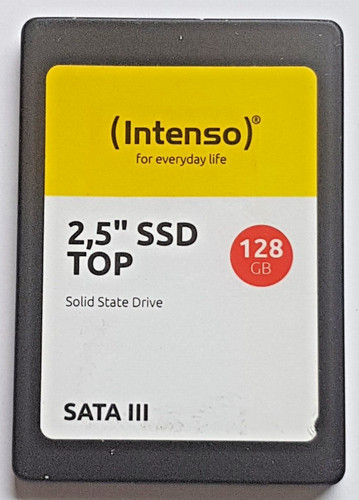 (Intenso)®
for everyday life
2,5" SSD
TOP
128
GB
Solid State Drive
SATA III